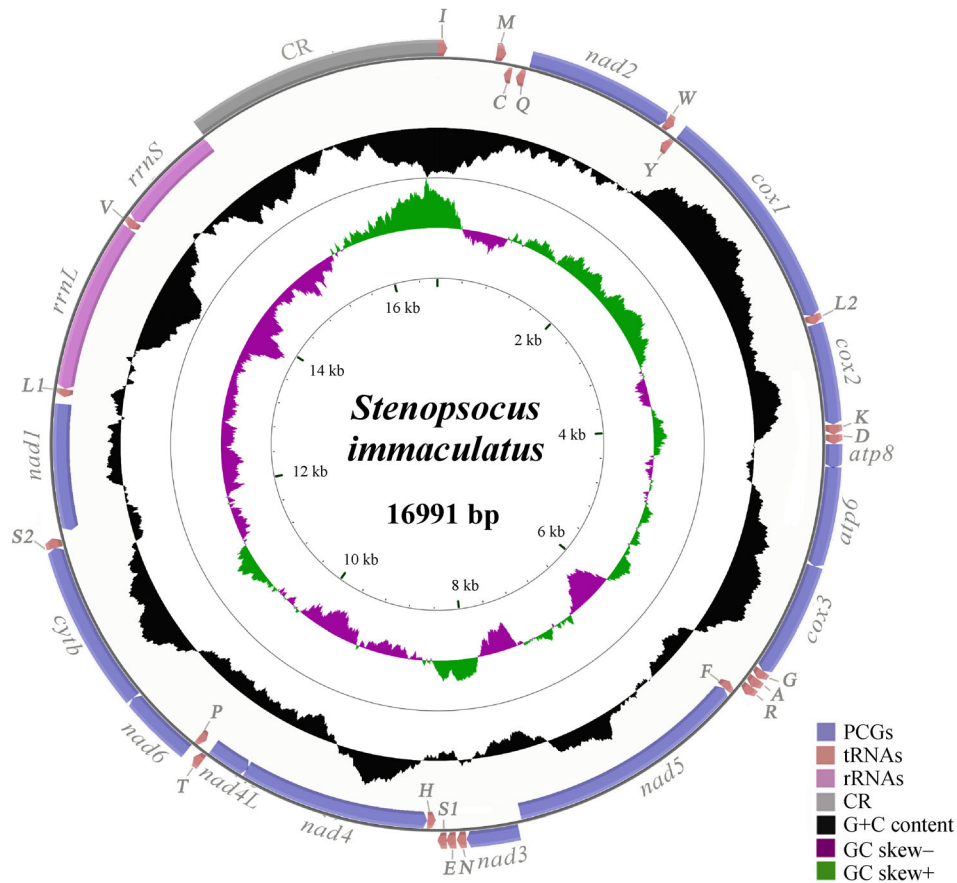 CR
I
M
C
Q
nad2
W
Y
cox1
L2
cox2
K
D
atp8
atp6
cox3
G
A
R
F
nad5
nad3
N
E
S1
H
nad4
nad4L
P
T
nad6
cytb
S2
nad1
L1
rrnL
V
rrnS
16 kb
2 kb
14 kb
4 kb
12 kb
6 kb
10 kb
8 kb
Stenopsocus
immaculatus
16991 bp
PCGs
tRNAs
rRNAs
CR
G+C content
GC skew−
GC skew+